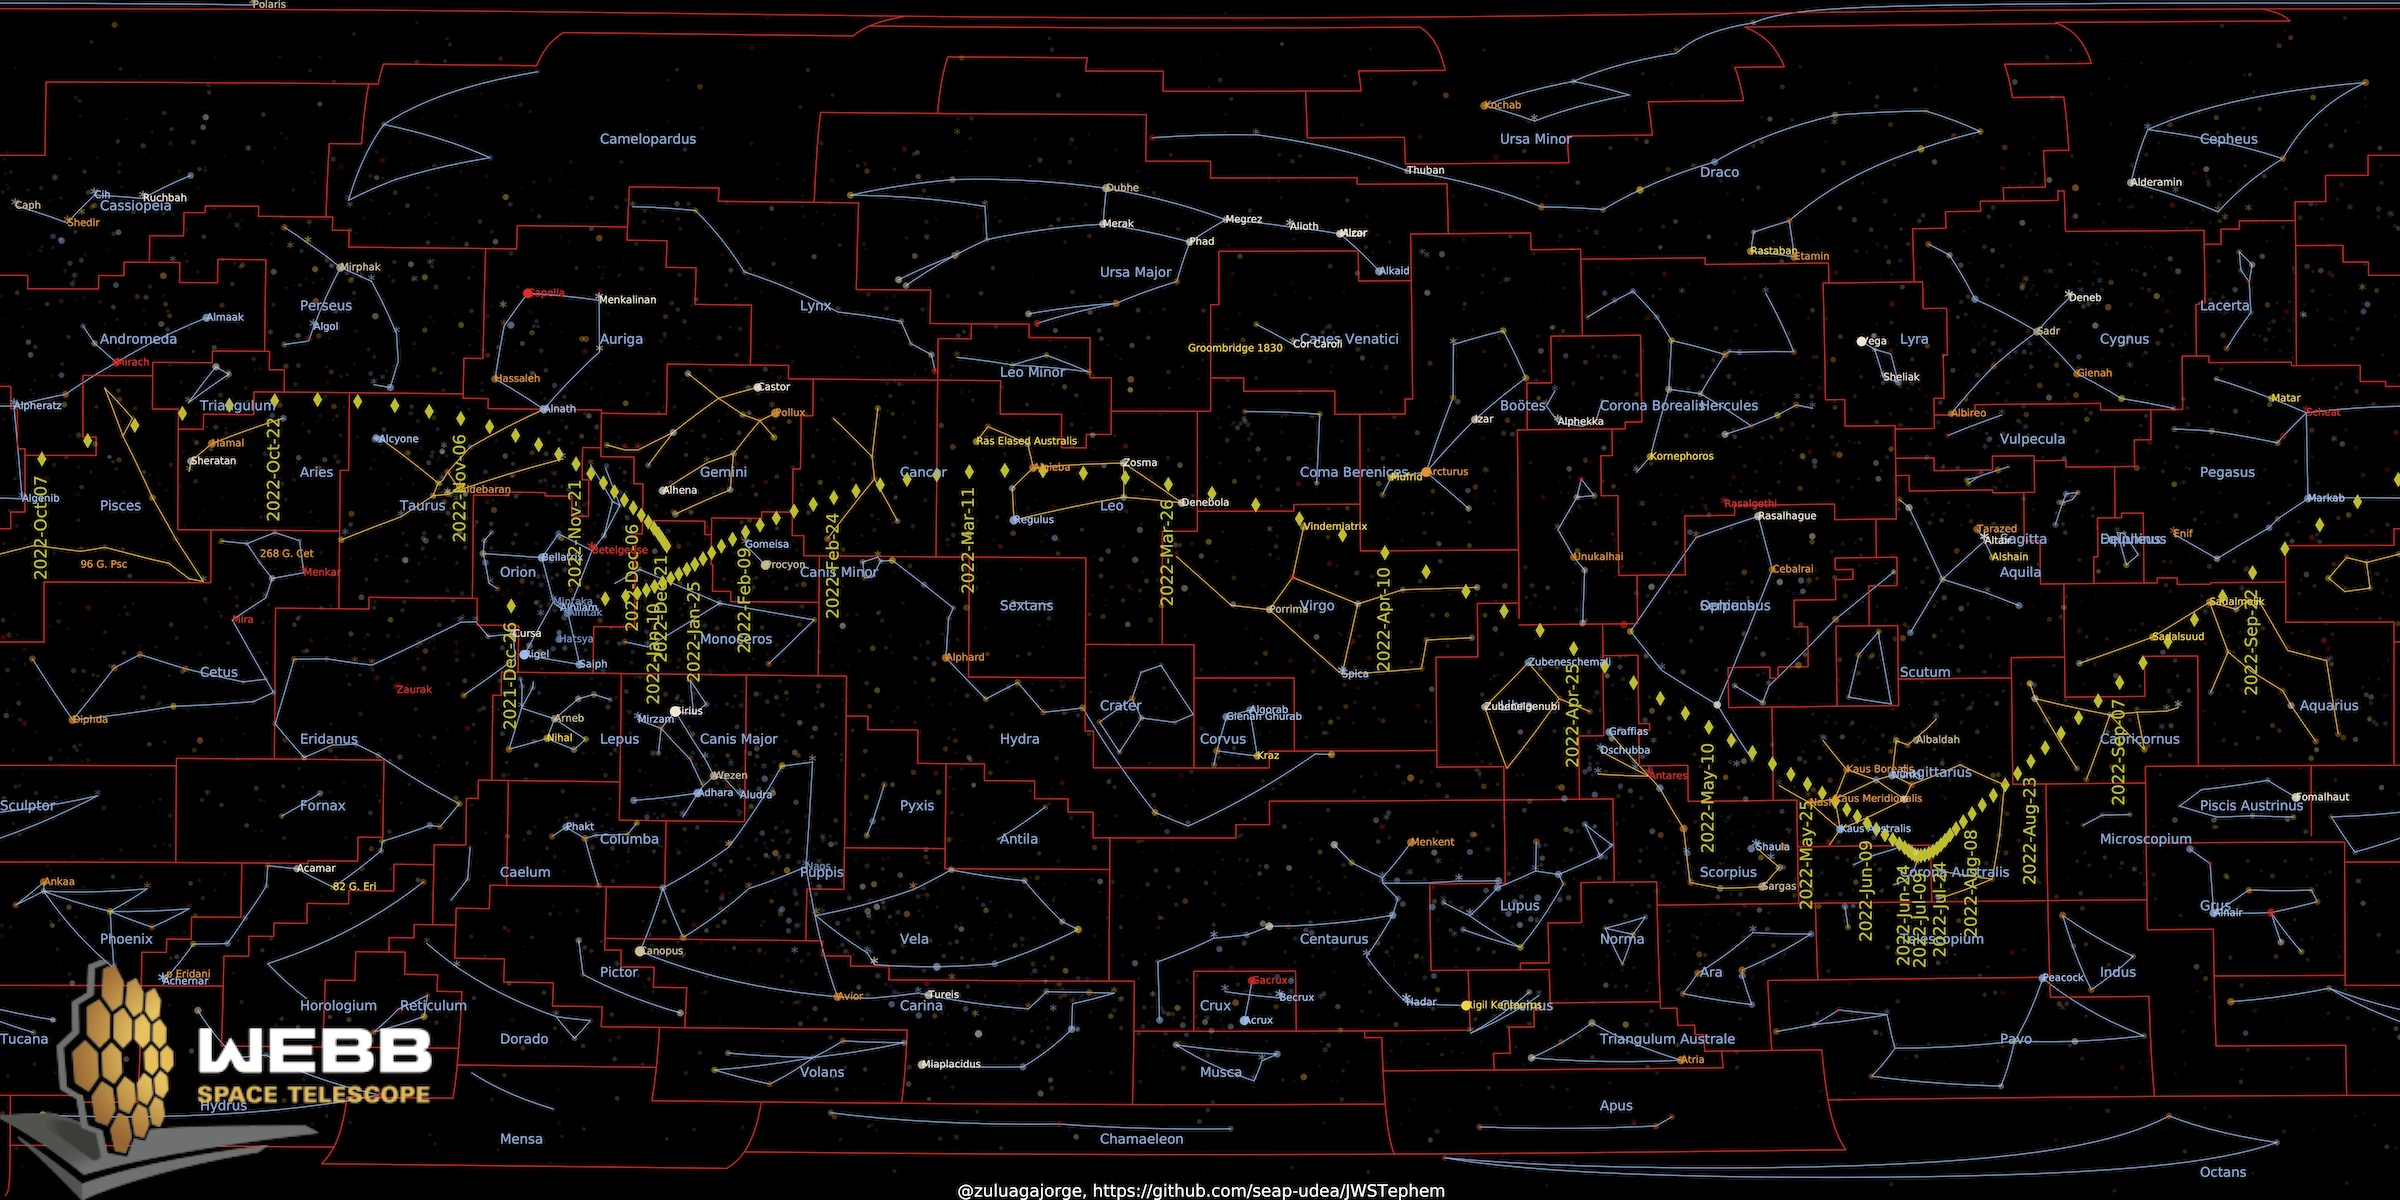 Polaris
Kochab
Camelopardus
Ursa Minor
Cepheus
Thuban
Draco
Alderamin
Dubhe
Cih
Ruchbah
Caph
Cassiopeia
Shedir
Merak
Megrez
Alioth
Alkaid
Phad
Rastaban
Etamin
Mirphak
Ursa Major
Capella
Menkalinan
Deneb
Perseus
Lynx
Lacerta
Almaak
Algol
Sadr
Andromeda
Auriga
Canes Venatici
Cor Caroli
Groombridge 1830
Vega
Lyra
Cygnus
Mirach
Leo Minor
Gienah
Sheliak
Hassaleh
Castor
Matar
Alpheratz
Triangulum
Alnath
Pollux
Boötes
Corona Borealis
Hercules
Albireo
Scheat
Izar
Alphekka
Alcyone
Hamal
Ras Elased Australis
Vulpecula
Sheratan
Kornephoros
Algieba
Zosma
Aries
Gemini
Cancer
Coma Berenices
Arcturus
Pegasus
Mufrid
Aldebaran
Alhena
Algenib
Pisces
Taurus
Leo
Denebola
Rasalgethi
Markab
Regulus
Rasalhague
Vindemiatrix
Tarazed
Enif
Altair
Sagitta
Betelgeuse
Gomeisa
Bellatrix
268 G. Cet
96 G. Psc
Unukalhai
Alshain
Menkar
Orion
Procyon
Canis Minor
Cebalrai
Aquila
Mintaka
Alnilam
Sextans
Porrima
Virgo
Sadalmelik
Mira
Cursa
Hatsya
Monoceros
Sadalsuud
Rigel
Saiph
Alphard
Zubeneschemali
Cetus
Spica
Scutum
Zaurak
Diphda
Arneb
Mirzam
Sirius
Crater
Algorab
Gienah Ghurab
Zubenelgenubi
Aquarius
Eridanus
Nihal
Lepus
Canis Major
Hydra
Corvus
Kraz
Graffias
Dschubba
Albaldah
Capricornus
Antares
Kaus Borealis
Sagittarius
Wezen
Adhara
Aludra
Kaus Meridionalis
Sculptor
Fornax
Pyxis
Piscis Austrinus
Fomalhaut
Phakt
Columba
Antila
Kaus Australis
Microscopium
Menkent
Shaula
Acamar
Caelum
Naos
Puppis
Scorpius
Corona Australis
Ankaa
82 G. Eri
Sargas
Lupus
Grus
Alnair
Phoenix
Vela
Centaurus
Norma
Telescopium
Canopus
p Eridani
Achernar
Pictor
Gacrux
Ara
Peacock
Indus
Avior
Tureis
Becrux
Hadar
Horologium
Reticulum
Carina
Crux
Rigil Kentaurus
Acrux
Tucana
Dorado
Triangulum Australe
Pavo
Miaplacidus
Atria
Volans
Musca
Hydrus
Apus
Mensa
Chamaeleon
Octans
2022-Oct-07
2022-Oct-22
2022-Nov-06
2022-Nov-21
2021-Dec-26
2022-Dec-06
2022-Dec-21
2022-Jan-10
2022-Jan-25
2022-Feb-09
2022-Feb-24
2022-Mar-11
2022-Mar-26
2022-Apr-10
2022-Apr-25
2022-May-10
2022-May-25
2022-Jun-09
2022-Jun-24
2022-Jul-09
2022-Jul-24
2022-Aug-08
2022-Aug-23
2022-Sep-07
2022-Sep-22
WEBB
SPACE TELESCOPE
@zuluagajorge, https://github.com/seap-udea/JWSTephem